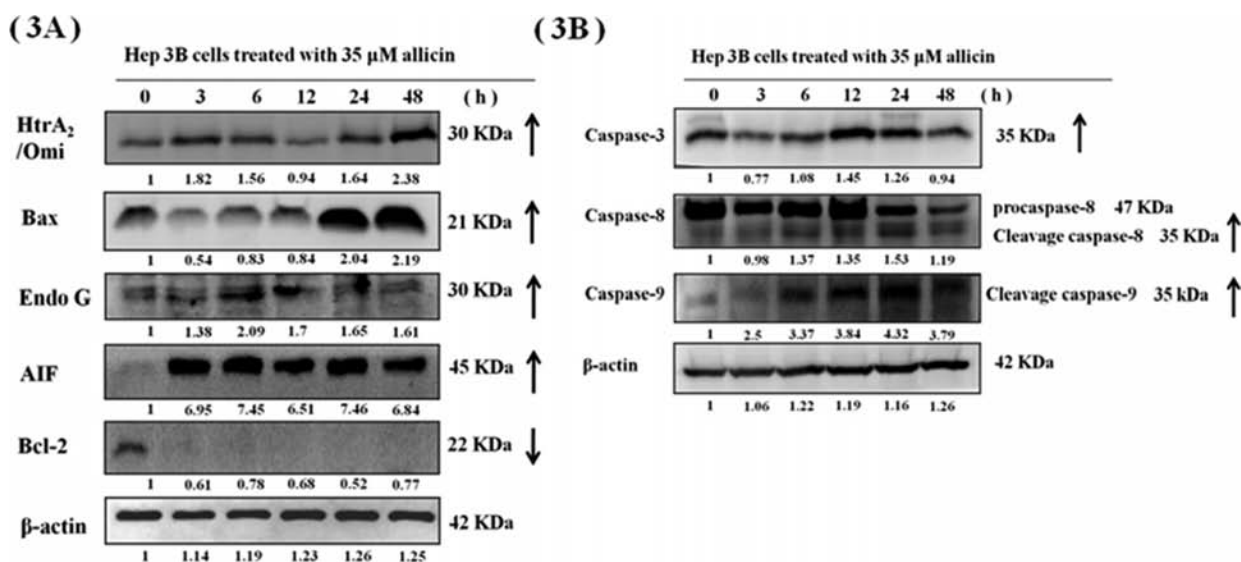 (3A)
Hep 3B cells treated with 35 μM allicin
0 3 6 12 24 48 (h)
HtrA₂
/Omi
30 KDa
1 1.82 1.56 0.94 1.64 2.38
Bax
21 KDa
1 0.54 0.83 0.84 2.04 2.19
Endo G
30 KDa
1 1.38 2.09 1.7 1.65 1.61
AIF
45 KDa
1 6.95 7.45 6.51 7.46 6.84
Bcl-2
22 KDa
1 0.61 0.78 0.68 0.52 0.77
β-actin
42 KDa
1 1.14 1.19 1.23 1.26 1.25
(3B)
Hep 3B cells treated with 35 μM allicin
0 3 6 12 24 48 (h)
Caspase-3
35 KDa
1 0.77 1.08 1.45 1.26 0.94
Caspase-8
procaspase-8 47 KDa
Cleavage caspase-8 35 KDa
1 0.98 1.37 1.35 1.53 1.19
Caspase-9
Cleavage caspase-9 35 kDa
1 2.5 3.37 3.84 4.32 3.79
β-actin
42 KDa
1 1.06 1.22 1.19 1.16 1.26